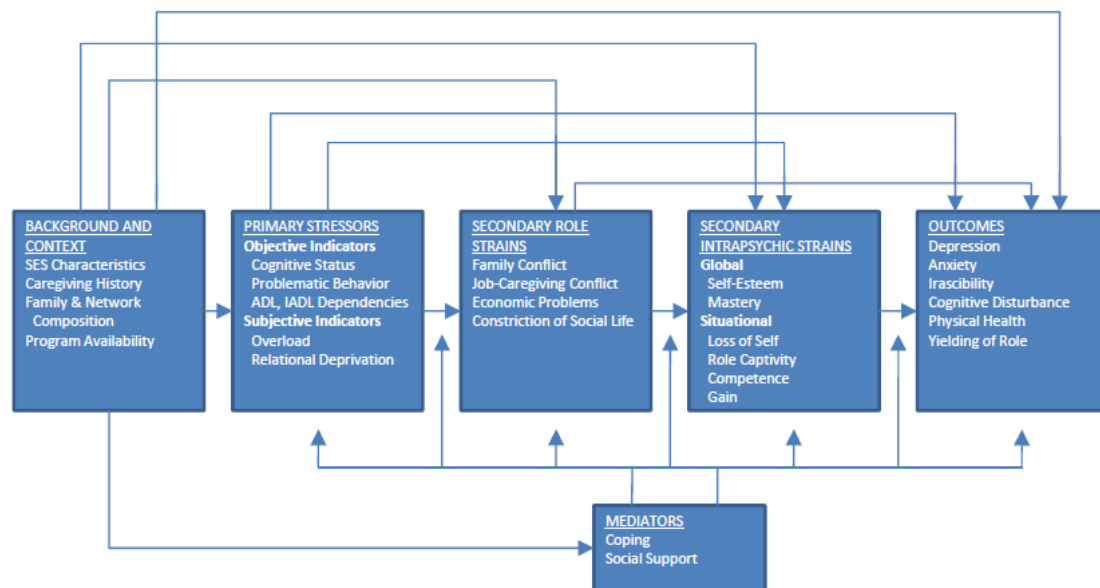 BACKGROUND AND
CONTEXT
SES Characteristics
Caregiving History
Family & Network
Composition
Program Availability
PRIMARY STRESSORS
Objective Indicators
Cognitive Status
Problematic Behavior
ADL, IADL Dependencies
Subjective Indicators
Overload
Relational Deprivation
SECONDARY ROLE
STRAINS
Family Conflict
Job-Caregiving Conflict
Economic Problems
Constriction of Social Life
SECONDARY
INTRAPSYCHIC STRAINS
Global
Self-Esteem
Mastery
Situational
Loss of Self
Role Captivity
Competence
Gain
OUTCOMES
Depression
Anxiety
Irascibility
Cognitive Disturbance
Physical Health
Yielding of Role
MEDIATORS
Coping
Social Support